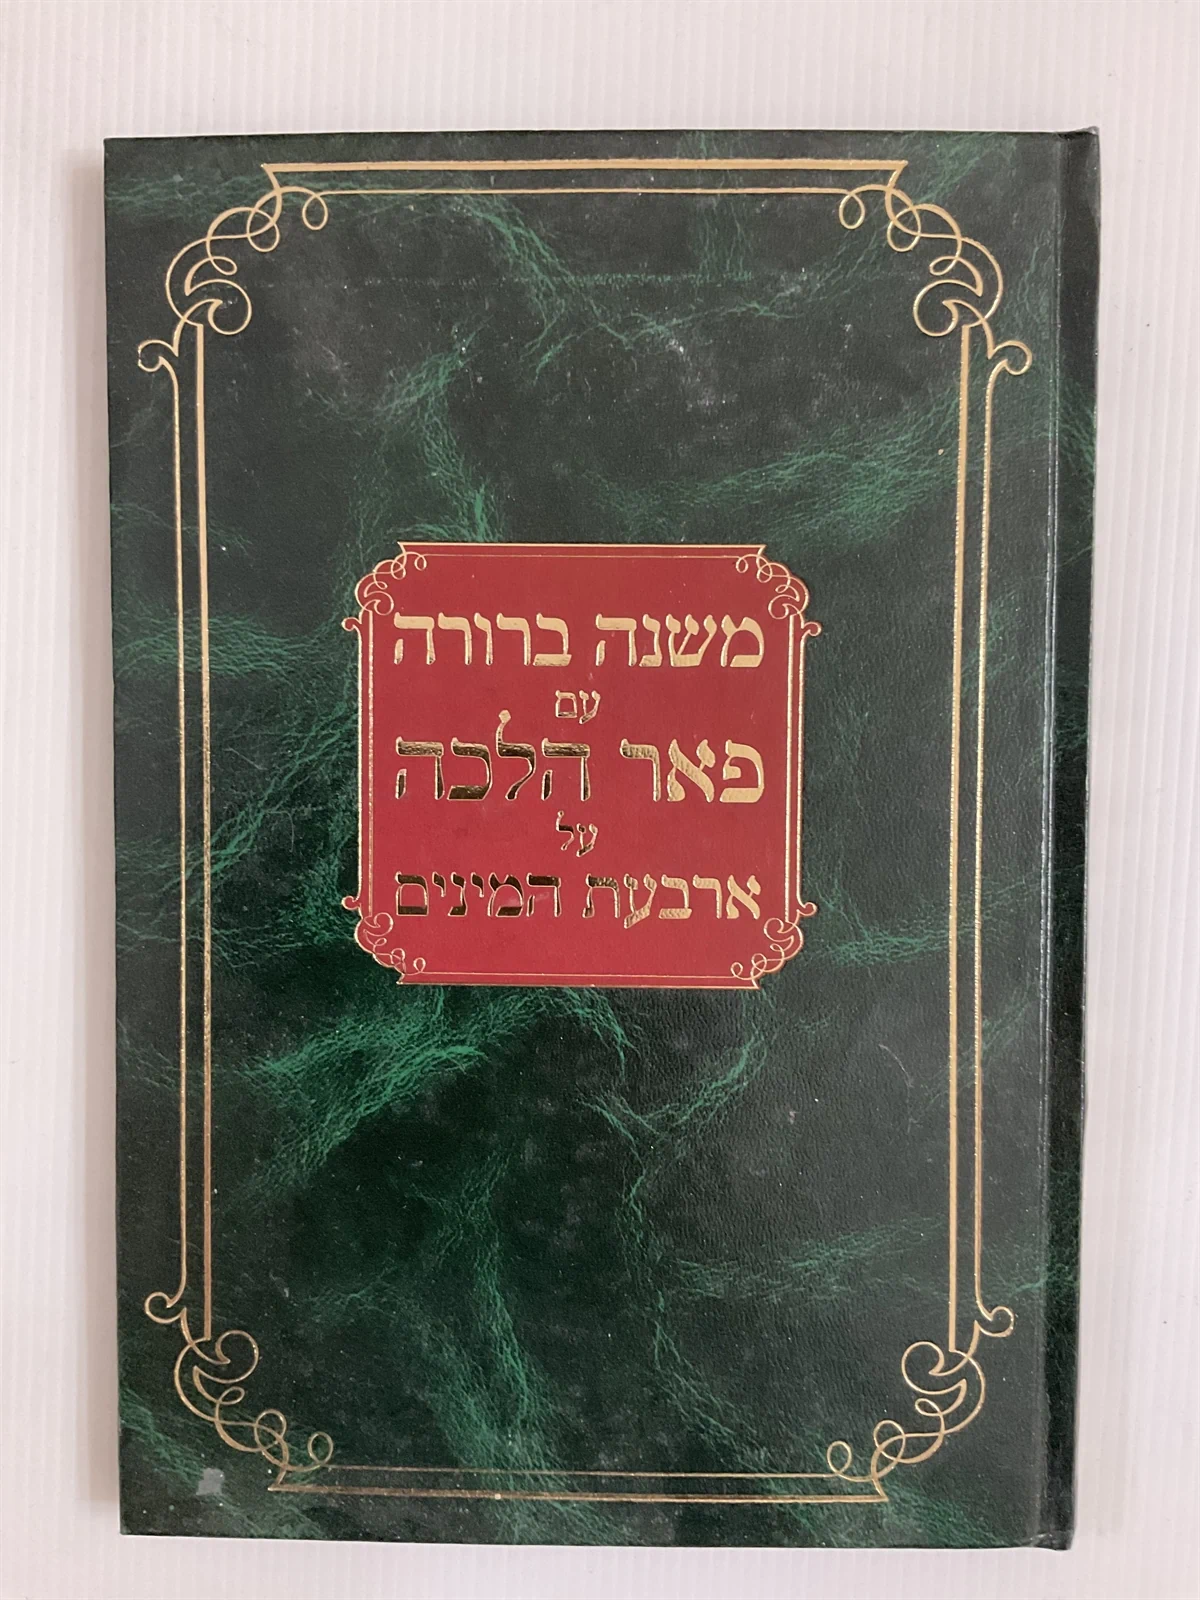 משנה ברורה
עם
פאר הלכה
על
ארבעת המינים